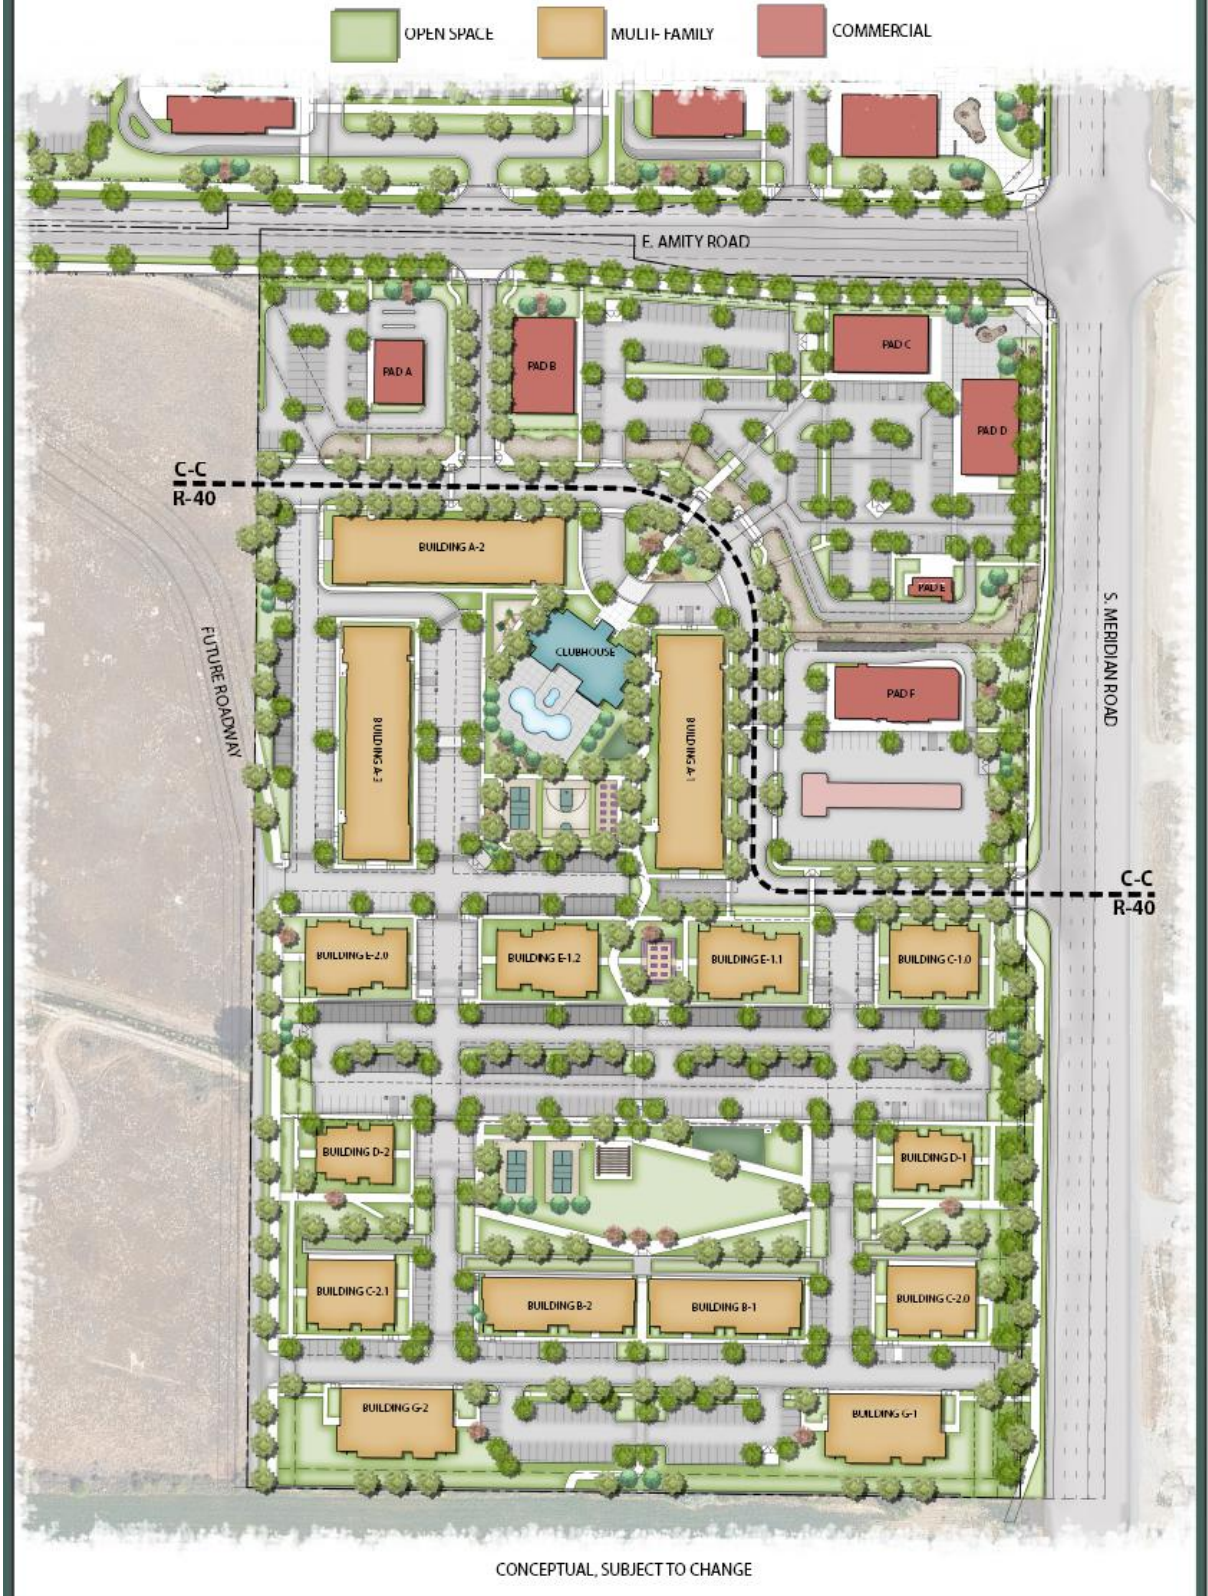 OPEN SPACE
MULTI- FAMILY
COMMERCIAL
E. AMITY ROAD
PAD A
PAD B
PAD C
PAD D
C-C
R-40
BUILDING A-2
PAD E
S. MERIDIAN ROAD
FUTURE ROADWAY
CLUBHOUSE
PAD F
BUILDING A-3
BUILDING A-1
C-C
R-40
BUILDING E-2.0
BUILDING E-1.2
BUILDING E-1.1
BUILDING C-1.0
BUILDING D-2
BUILDING D-1
BUILDING C-2.1
BUILDING B-2
BUILDING B-1
BUILDING C-2.0
BUILDING G-2
BUILDING G-1
CONCEPTUAL, SUBJECT TO CHANGE